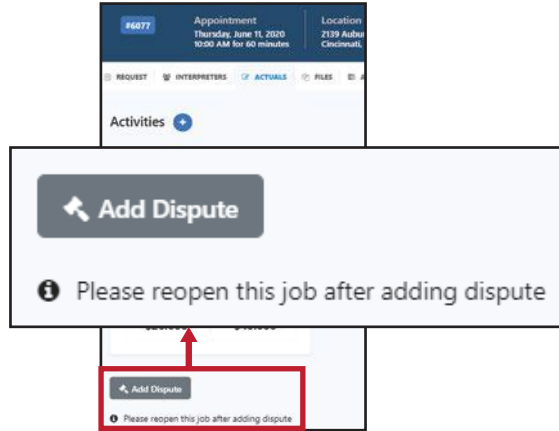 #6077
Appointment
Thursday, June 11, 2020
10:00 AM for 60 minutes
Location
2139
Cincinnati,
REQUEST INTERPRETERS ACTUALS FILES
Activities
Add Dispute
Please reopen this job after adding dispute
Add Dispute
Please reopen this job after adding dispute